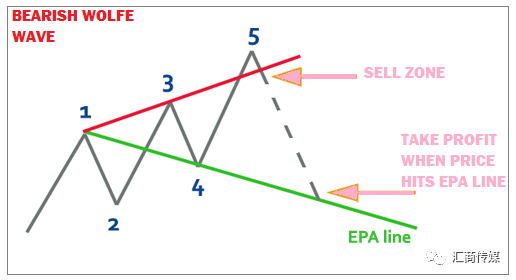 BEARISH WOLFE
WAVE
5
SELL ZONE
3
1
TAKE PROFIT
WHEN PRICE
HITS EPA LINE
4
2
EPA line
汇商传媒